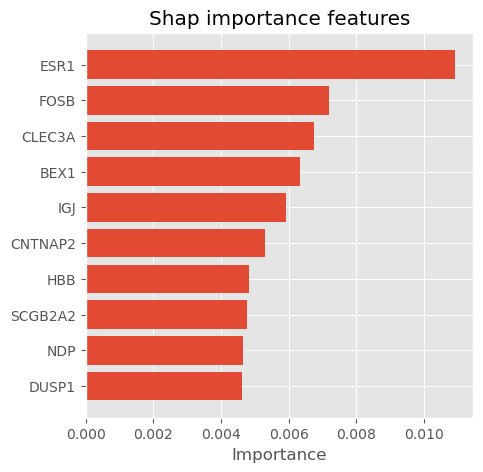 Shap importance features
ESR1
FOSB
CLEC3A
BEX1
IGJ
CNTNAP2
HBB
SCGB2A2
NDP
DUSP1
0.000 0.002 0.004 0.006 0.008 0.010
Importance